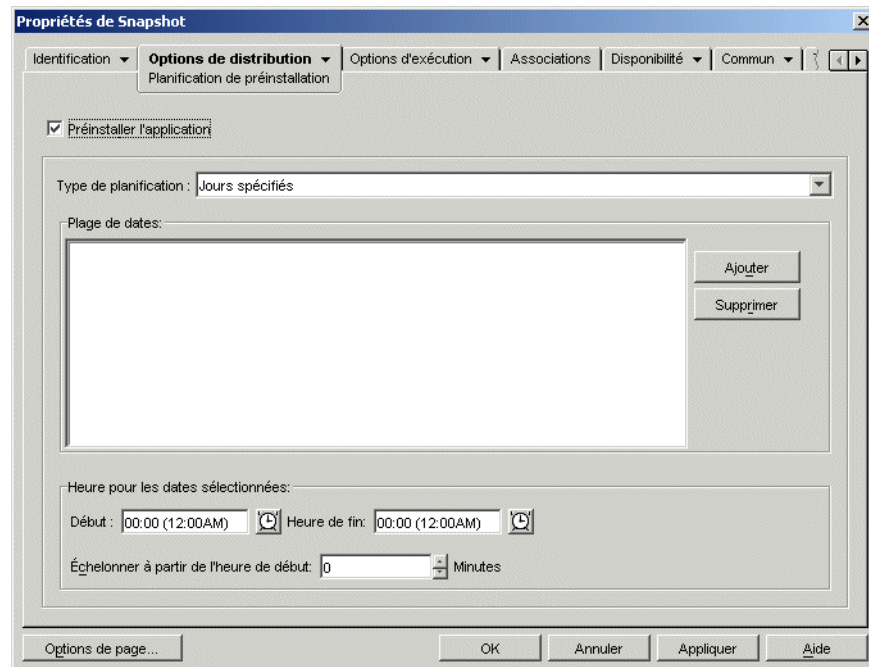 Propriétés de Snapshot
Identification Options de distribution Options d'exécution Associations Disponibilité Commun
Planification de préinstallation
Préinstaller l'application
Type de planification : Jours spécifiés
Plage de dates:
Ajouter
Supprimer
Heure pour les dates sélectionnées:
Début : 00:00 (12:00AM) Heure de fin: 00:00 (12:00AM)
Échelonner à partir de l'heure de début: 0 Minutes
Options de page... OK Annuler Appliquer Aide